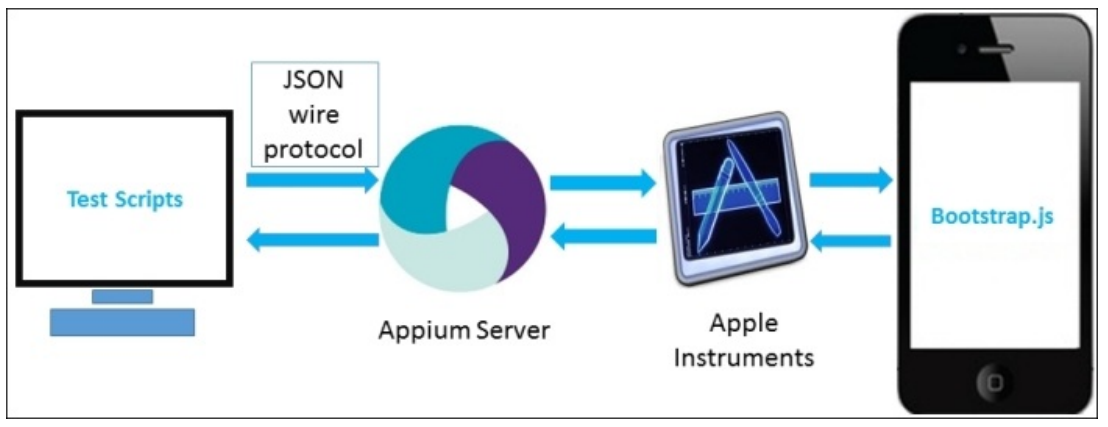 JSON
wire
protocol
Test Scripts
Bootstrap.js
Appium Server
Apple
Instruments